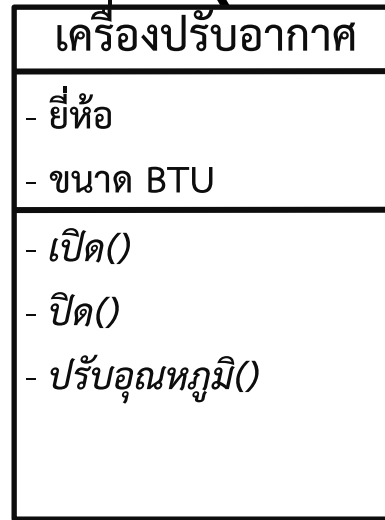 เครื่องปรับอากาศ
- ยี่ห้อ
- ขนาด BTU
- เปิด()
- ปิด()
- ปรับอุณหภูมิ()